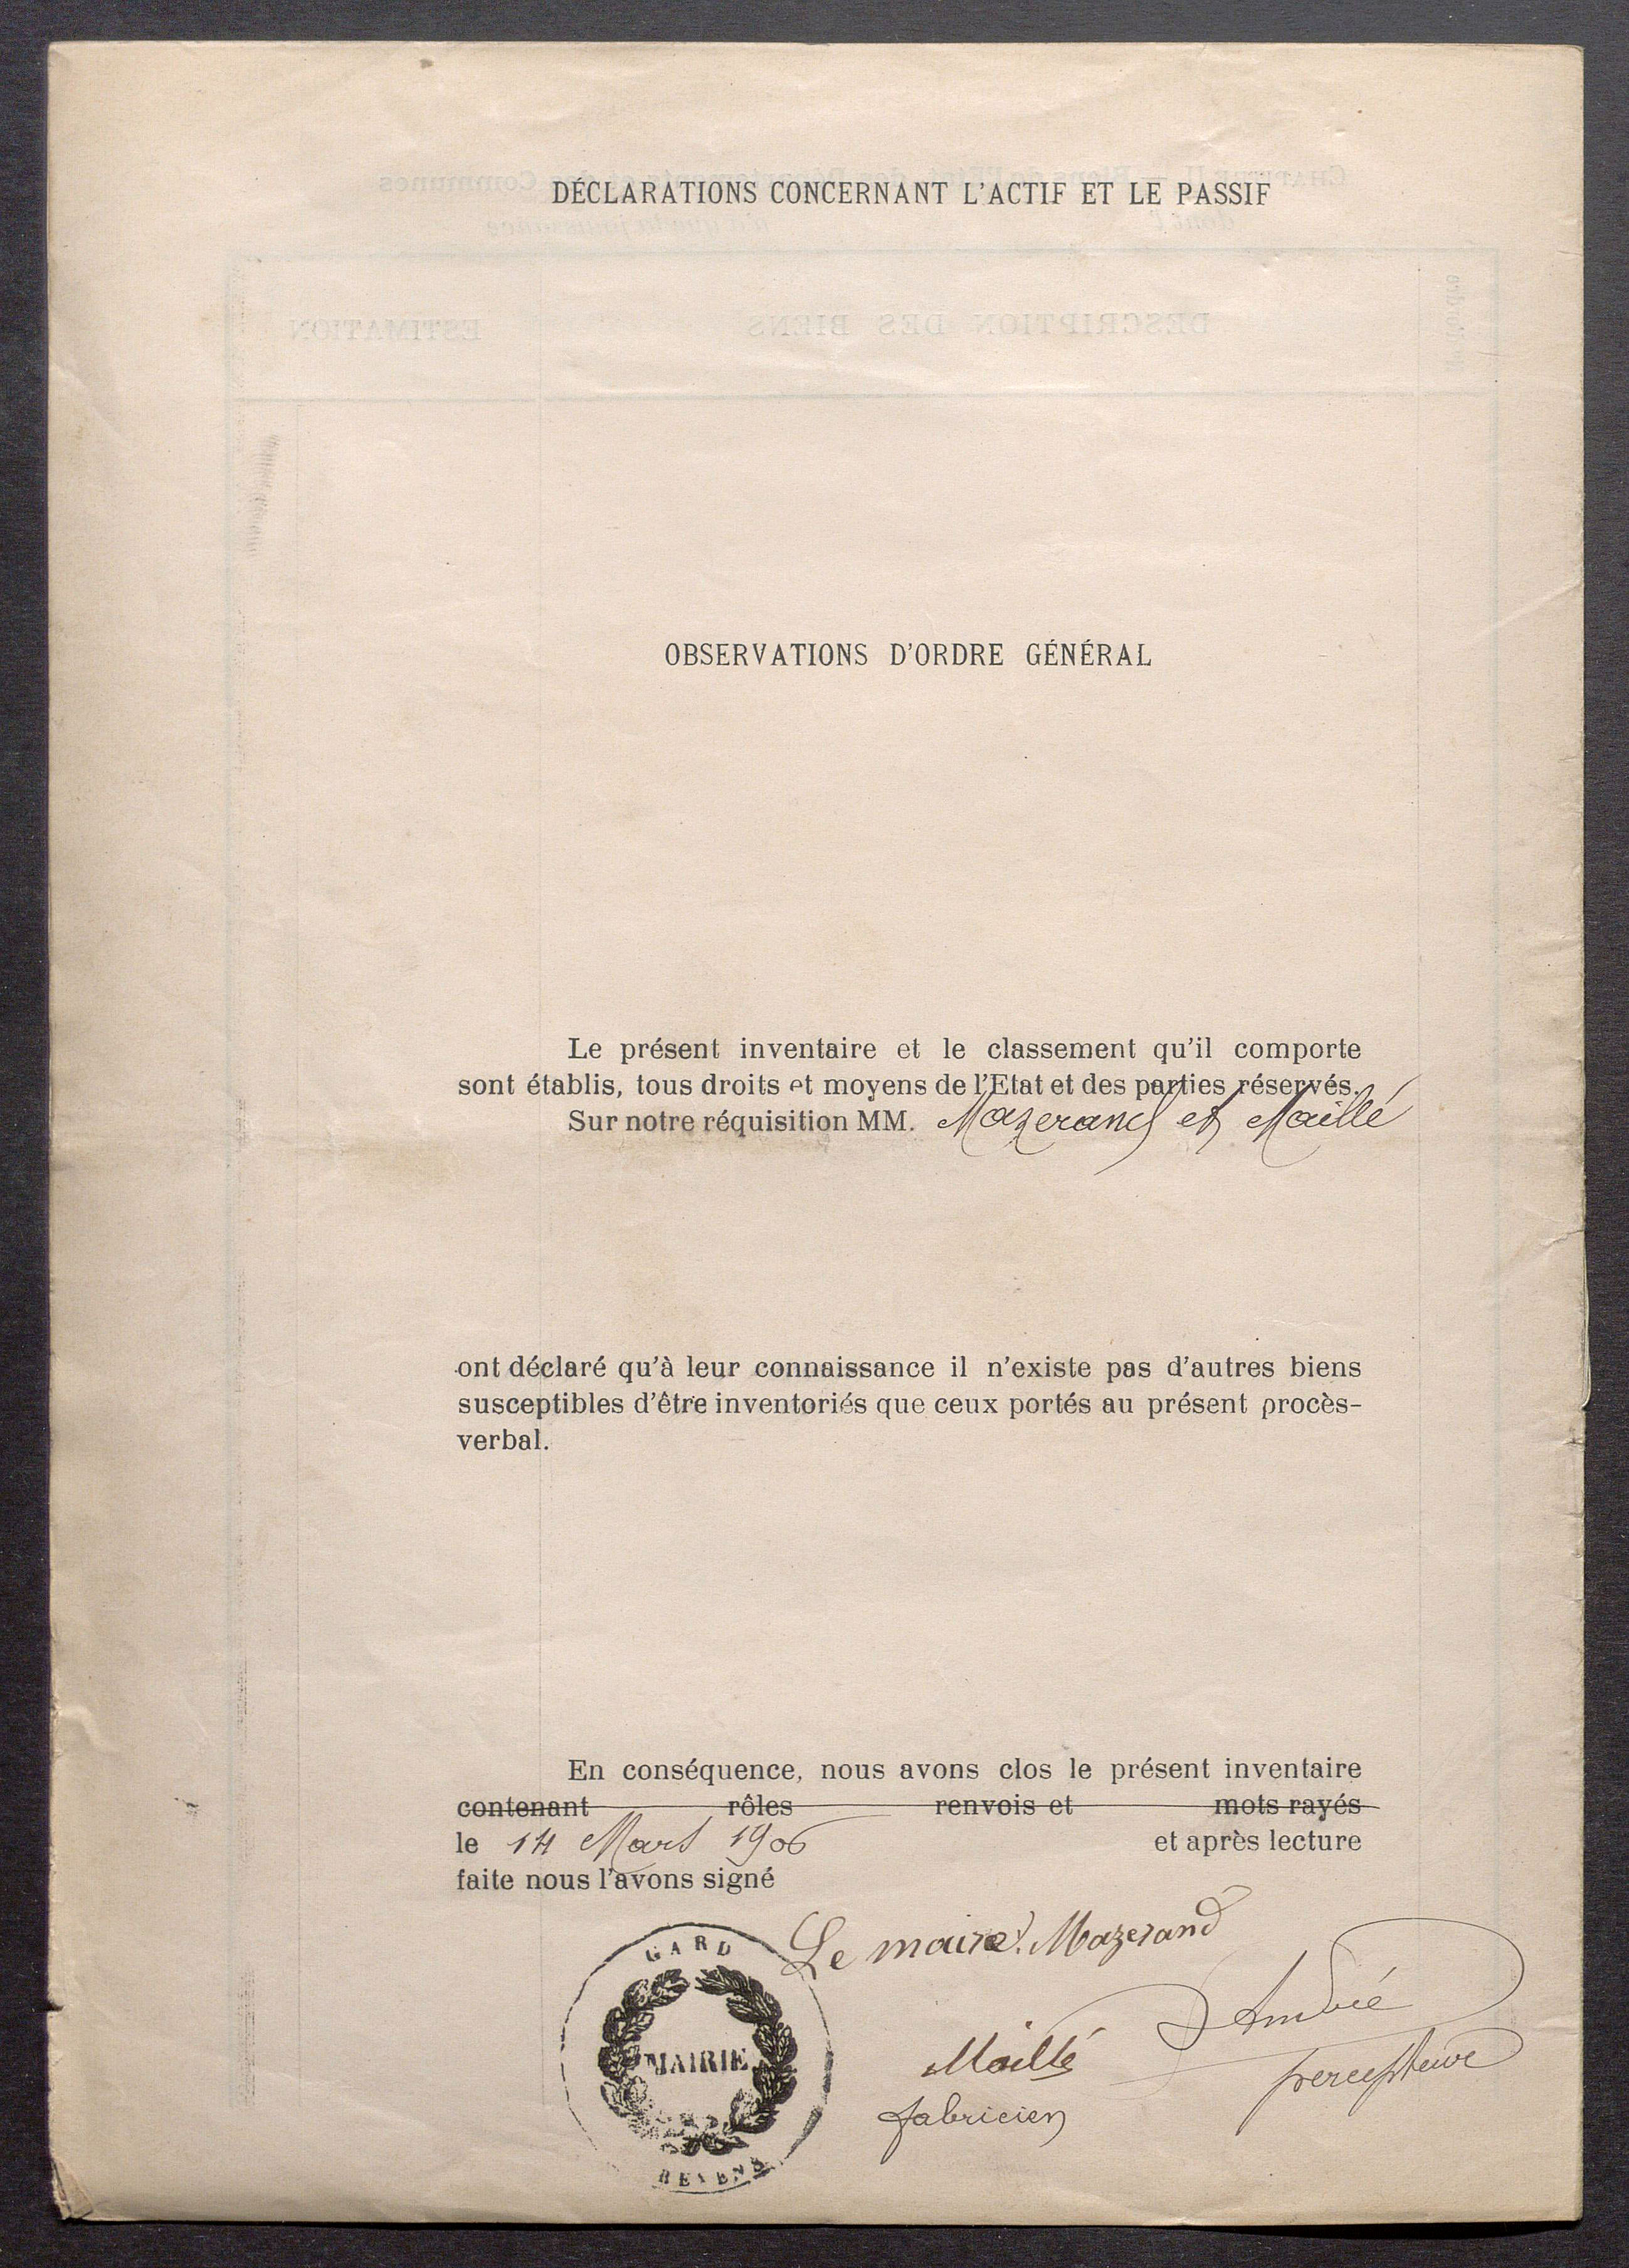 DÉCLARATIONS CONCERNANT L'ACTIF ET LE PASSIF
OBSERVATIONS D'ORDRE GÉNÉRAL
Le présent inventaire et le classement qu'il comporte
sont établis, tous droits et moyens de l'Etat et des parties réservés.
Sur notre réquisition MM. Mazerand et Maillé
ont déclaré qu'à leur connaissance il n'existe pas d'autres biens
susceptibles d'être inventoriés que ceux portés au présent procès-
verbal.
En conséquence, nous avons clos le présent inventaire
contenant rôles renvois et mots rayés
le 14 Mars 1906 et après lecture
faite nous l'avons signé
Le maire Mazerand
André
Maillé
percepteur
fabricien
GARD
MAIRIE
REVENS